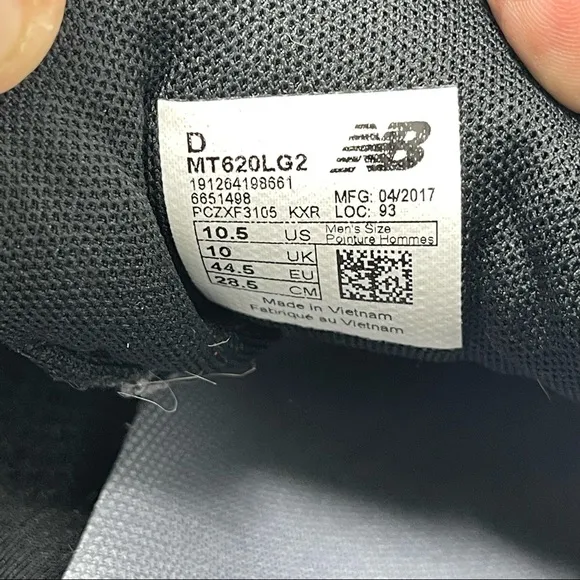 D
MT620LG2
NB
191264198661
6651498 MFG: 04/2017
PCZXF3105 KXR LOC: 93
10.5 US Men's Size
Pointure Hommes
10 UK
44.5 EU
28.5 CM
Made in Vietnam
Fabriqué au Vietnam